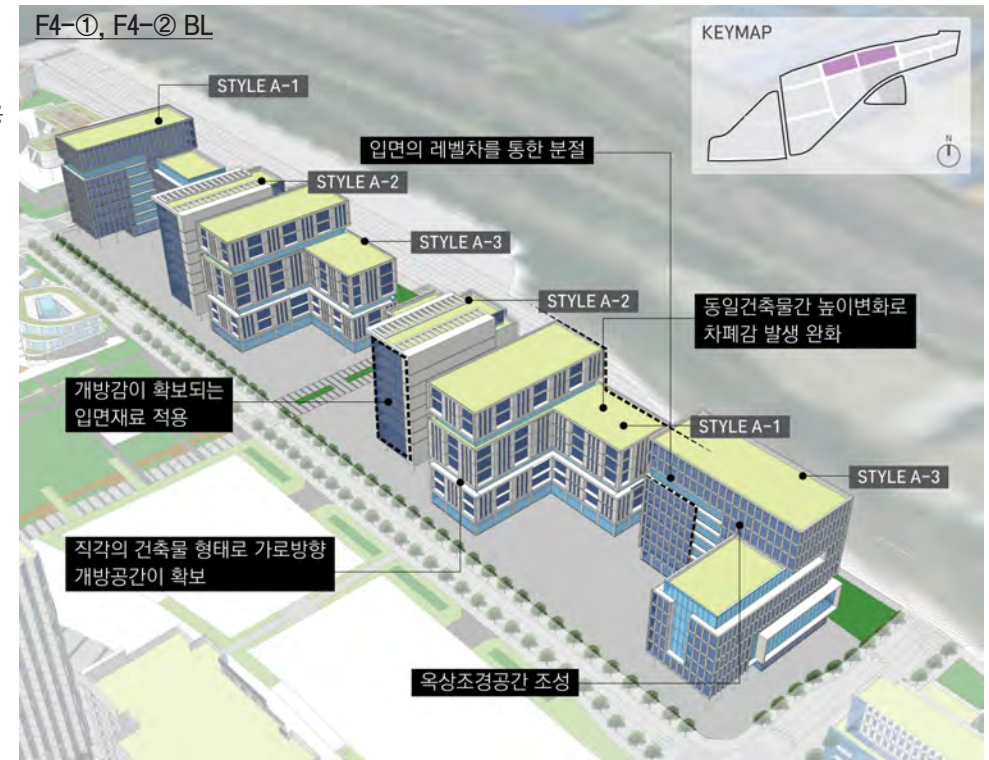 F4-①, F4-② BL
KEYMAP
N
STYLE A-1
입면의 레벨차를 통한 분절
STYLE A-2
STYLE A-3
STYLE A-2
동일건축물간 높이변화로
차폐감 발생 완화
개방감이 확보되는
입면재료 적용
STYLE A-1
STYLE A-3
직각의 건축물 형태로 가로방향
개방공간이 확보
옥상조경공간 조성